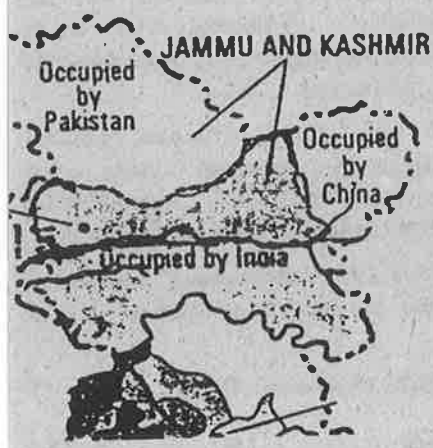 JAMMU AND KASHMIR
Occupied
by
Pakistan
Occupied
by
China
Occupied by India